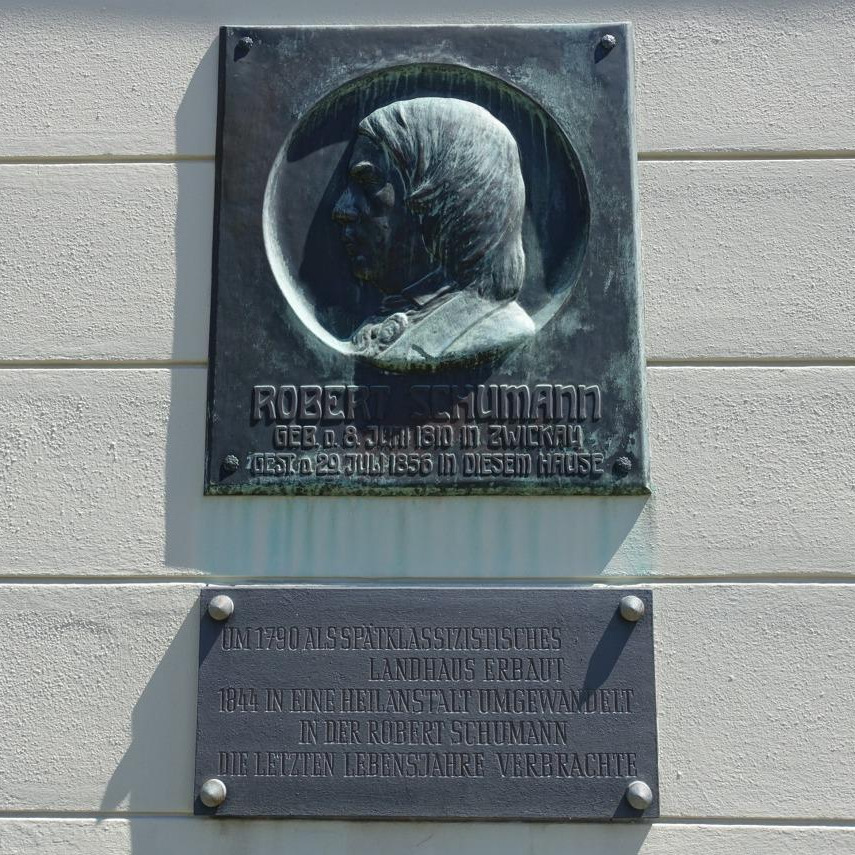 ROBERT SCHUMANN
GEB. D. 8. JUNI 1810 IN ZWICKAU
GEST. D. 29. JULI 1856 IN DIESEM HAUSE
UM 1790 ALS SPÄTKLASSIZISTISCHES
LANDHAUS ERBAUT
1844 IN EINE HEILANSTALT UMGEWANDELT
IN DER ROBERT SCHUMANN
DIE LETZTEN LEBENSJAHRE VERBRACHTE